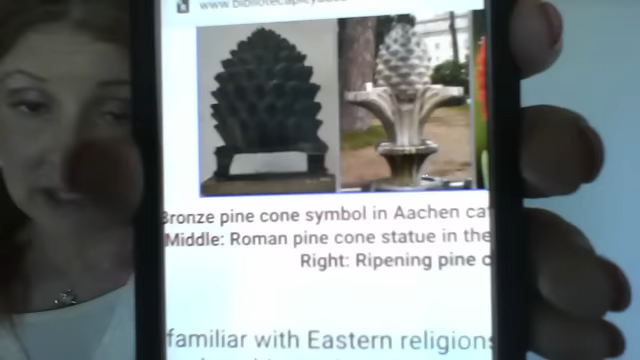 Bronze pine cone symbol in Aachen
Middle: Roman pine cone statue in the
Right: Ripening pine
familiar with Eastern religions